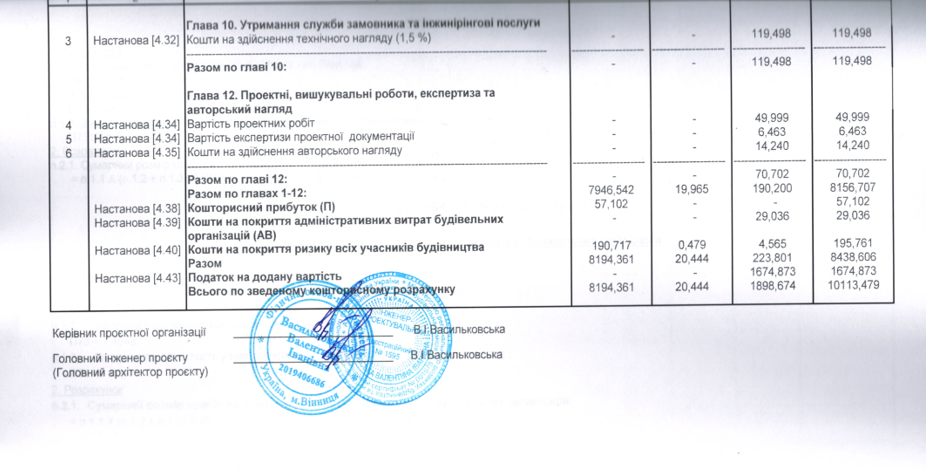 Глава 10. Утримання служби замовника та інжинірингові послуги
3 Настанова [4.32] Кошти на здійснення технічного нагляду (1,5 %) - - 119,498 119,498
Разом по главі 10: - - 119,498 119,498
Глава 12. Проектні, вишукувальні роботи, експертиза та
авторський нагляд
4 Настанова [4.34] Вартість проектних робіт - - 49,999 49,999
5 Настанова [4.34] Вартість експертизи проектної документації - - 6,463 6,463
6 Настанова [4.35] Кошти на здійснення авторського нагляду - - 14,240 14,240
Разом по главі 12: - - 70,702 70,702
Разом по главах 1-12: 7946,542 19,965 190,200 8156,707
Настанова [4.38] Кошторисний прибуток (П) 57,102 - - 57,102
Настанова [4.39] Кошти на покриття адміністративних витрат будівельних - - 29,036 29,036
організацій (АВ)
Настанова [4.40] Кошти на покриття ризику всіх учасників будівництва 190,717 0,479 4,565 195,761
Разом 8194,361 20,444 223,801 8438,606
Настанова [4.43] Податок на додану вартість - - 1674,873 1674,873
Всього по зведеному кошторисному розрахунку 8194,361 20,444 1898,674 10113,479
Керівник проєктної організації В.І.Васильковська
Головний інженер проєкту В.І.Васильковська
(Головний архітектор проєкту)
Васильковська
Валентина
Іванівна
2019406686
Україна, м.Вінниця